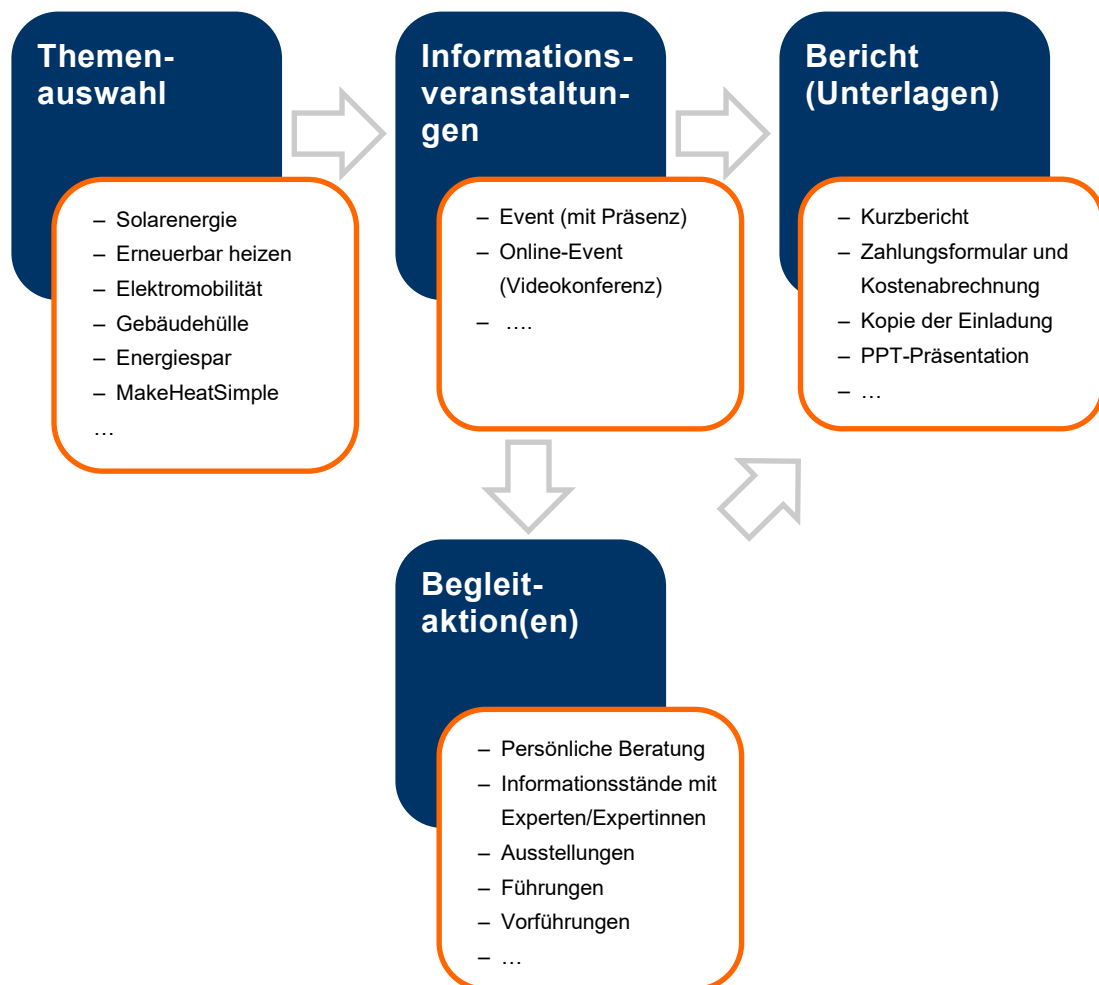 Themen-
auswahl
– Solarenergie
– Erneuerbar heizen
– Elektromobilität
– Gebäudehülle
– Energiespar
– MakeHeatSimple
…
Informations-
veranstaltun-
gen
– Event (mit Präsenz)
– Online-Event
(Videokonferenz)
– ….
Bericht
(Unterlagen)
– Kurzbericht
– Zahlungsformular und
Kostenabrechnung
– Kopie der Einladung
– PPT-Präsentation
– …
Begleit-
aktion(en)
– Persönliche Beratung
– Informationsstände mit
Experten/Expertinnen
– Ausstellungen
– Führungen
– Vorführungen
– …